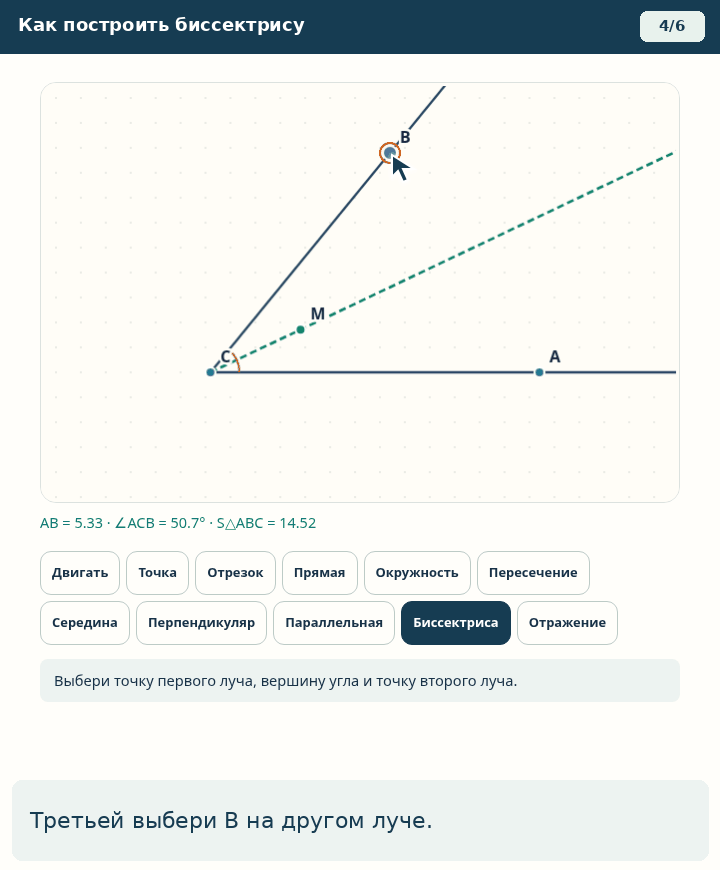 Как построить биссектрису
4/6
B
M
C
A
AB = 5.33 · ∠ACB = 50.7° · S△ABC = 14.52
Двигать Точка Отрезок Прямая Окружность Пересечение
Середина Перпендикуляр Параллельная Биссектриса Отражение
Выбери точку первого луча, вершину угла и точку второго луча.
Третьей выбери B на другом луче.